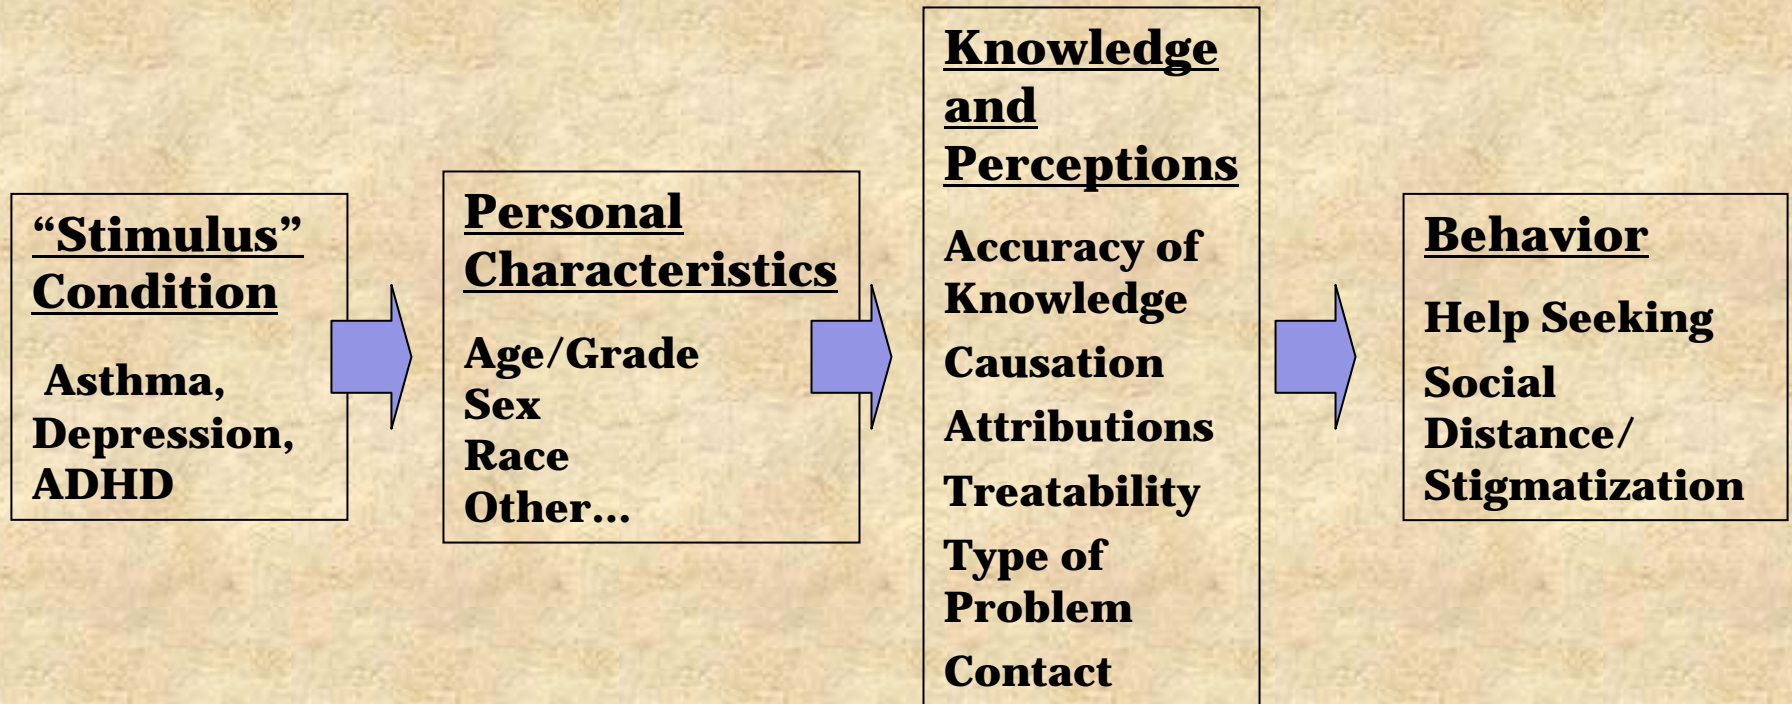 “Stimulus”
Condition
Asthma,
Depression,
ADHD
Personal
Characteristics
Age/Grade
Sex
Race
Other…
Knowledge
and
Perceptions
Accuracy of
Knowledge
Causation
Attributions
Treatability
Type of
Problem
Contact
Behavior
Help Seeking
Social
Distance/
Stigmatization